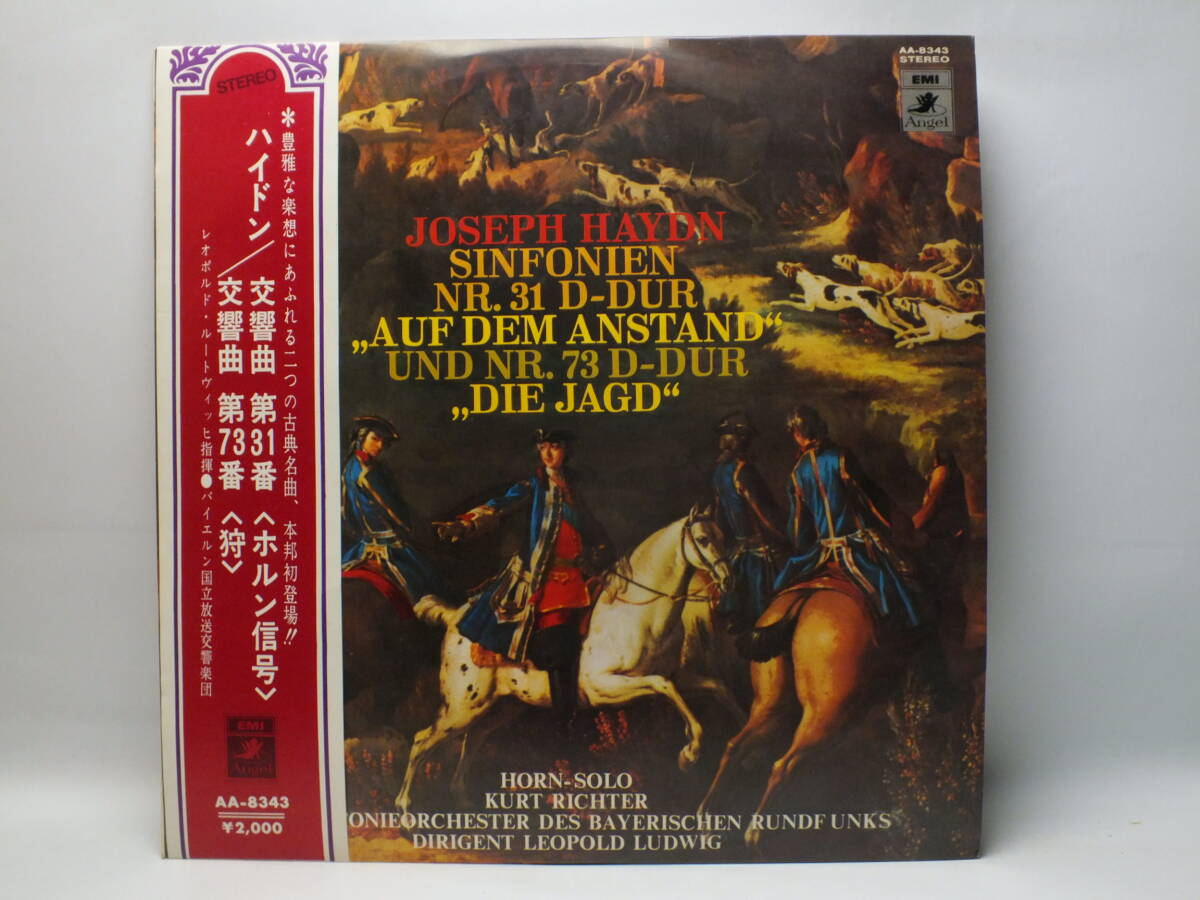 STEREO
*豊雅な楽想にあふれる二つの古典名曲、本邦初登場!!
ハイドン/交響曲 第31番〈ホルン信号〉
/交響曲 第73番〈狩〉
レオポルド・ルートヴィッヒ指揮●バイエルン国立放送交響楽団
EMI
Angel
AA-8343
¥2,000
AA-8343
STEREO
EMI
Angel
JOSEPH HAYDN
SINFONIEN
NR. 31 D-DUR
„AUF DEM ANSTAND“
UND NR. 73 D-DUR
„DIE JAGD“
HORN-SOLO
KURT RICHTER
ONIEORCHESTER DES BAYERISCHEN RUNDFUNKS
DIRIGENT LEOPOLD LUDWIG